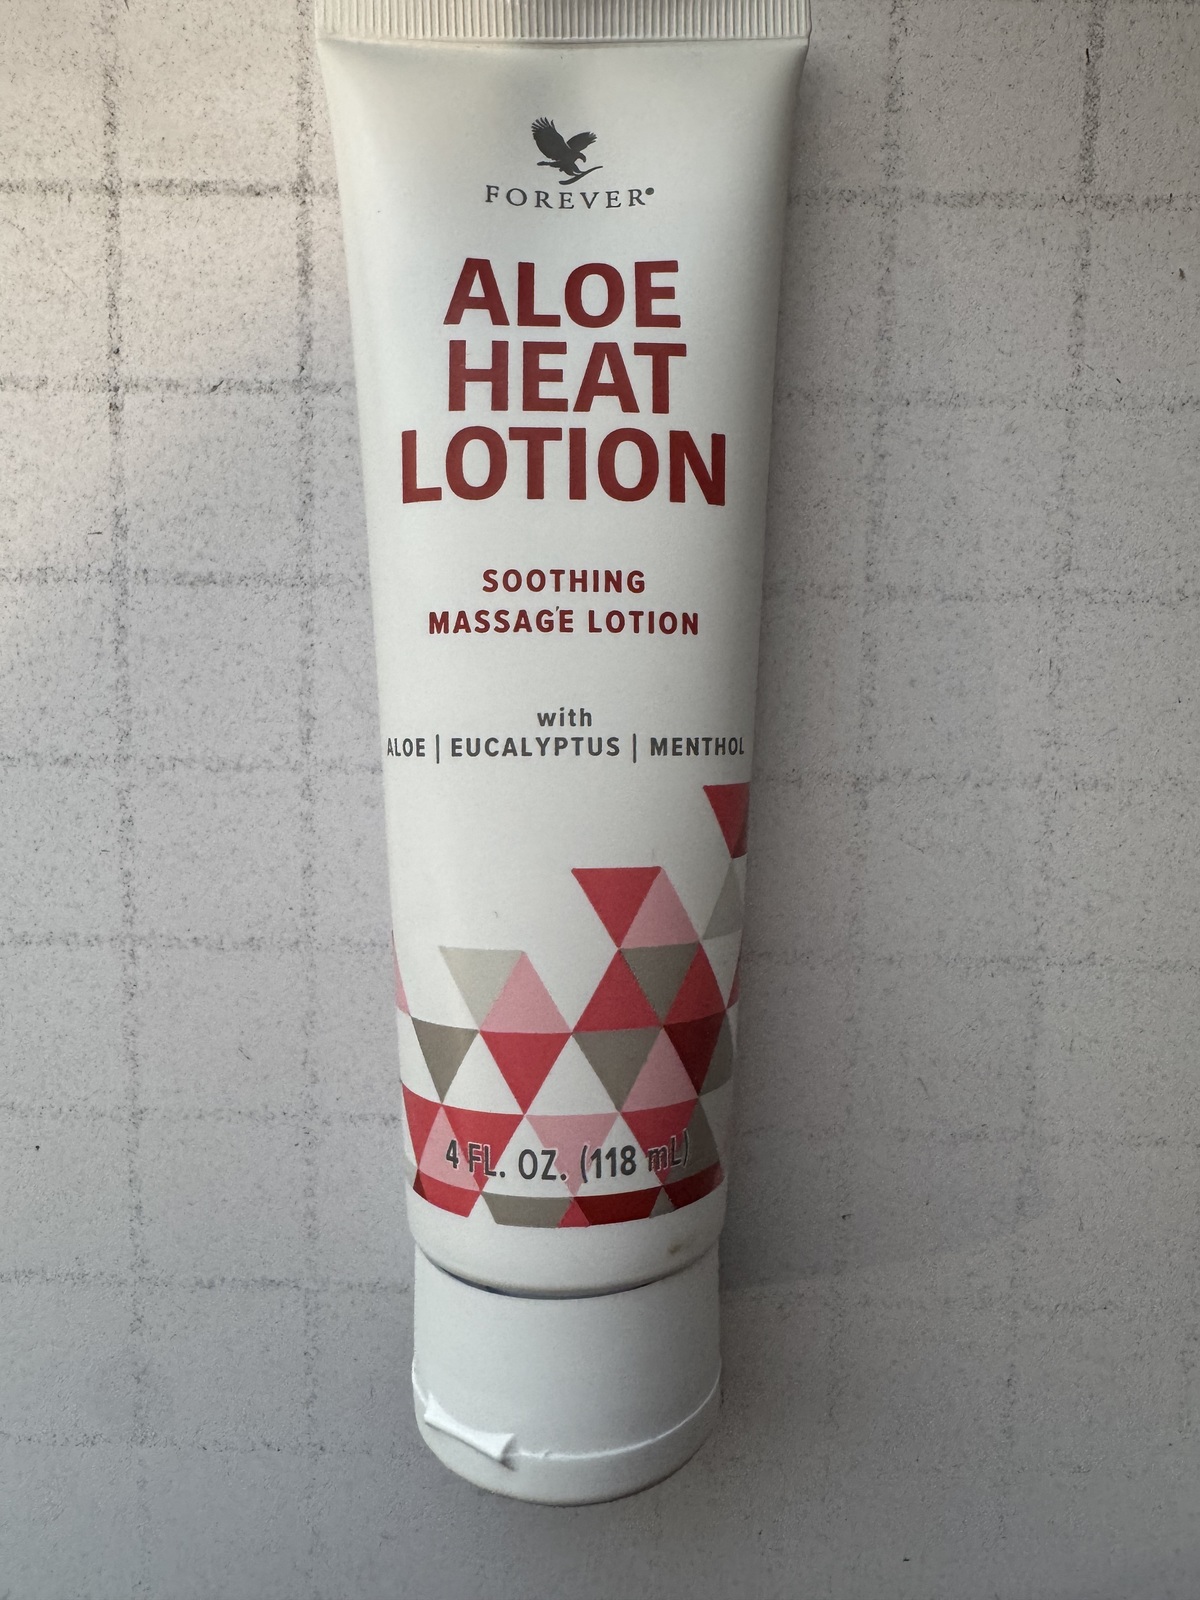 FOREVER®
ALOE
HEAT
LOTION
SOOTHING
MASSAGE LOTION
with
ALOE | EUCALYPTUS | MENTHOL
4 FL. OZ. (118 mL)